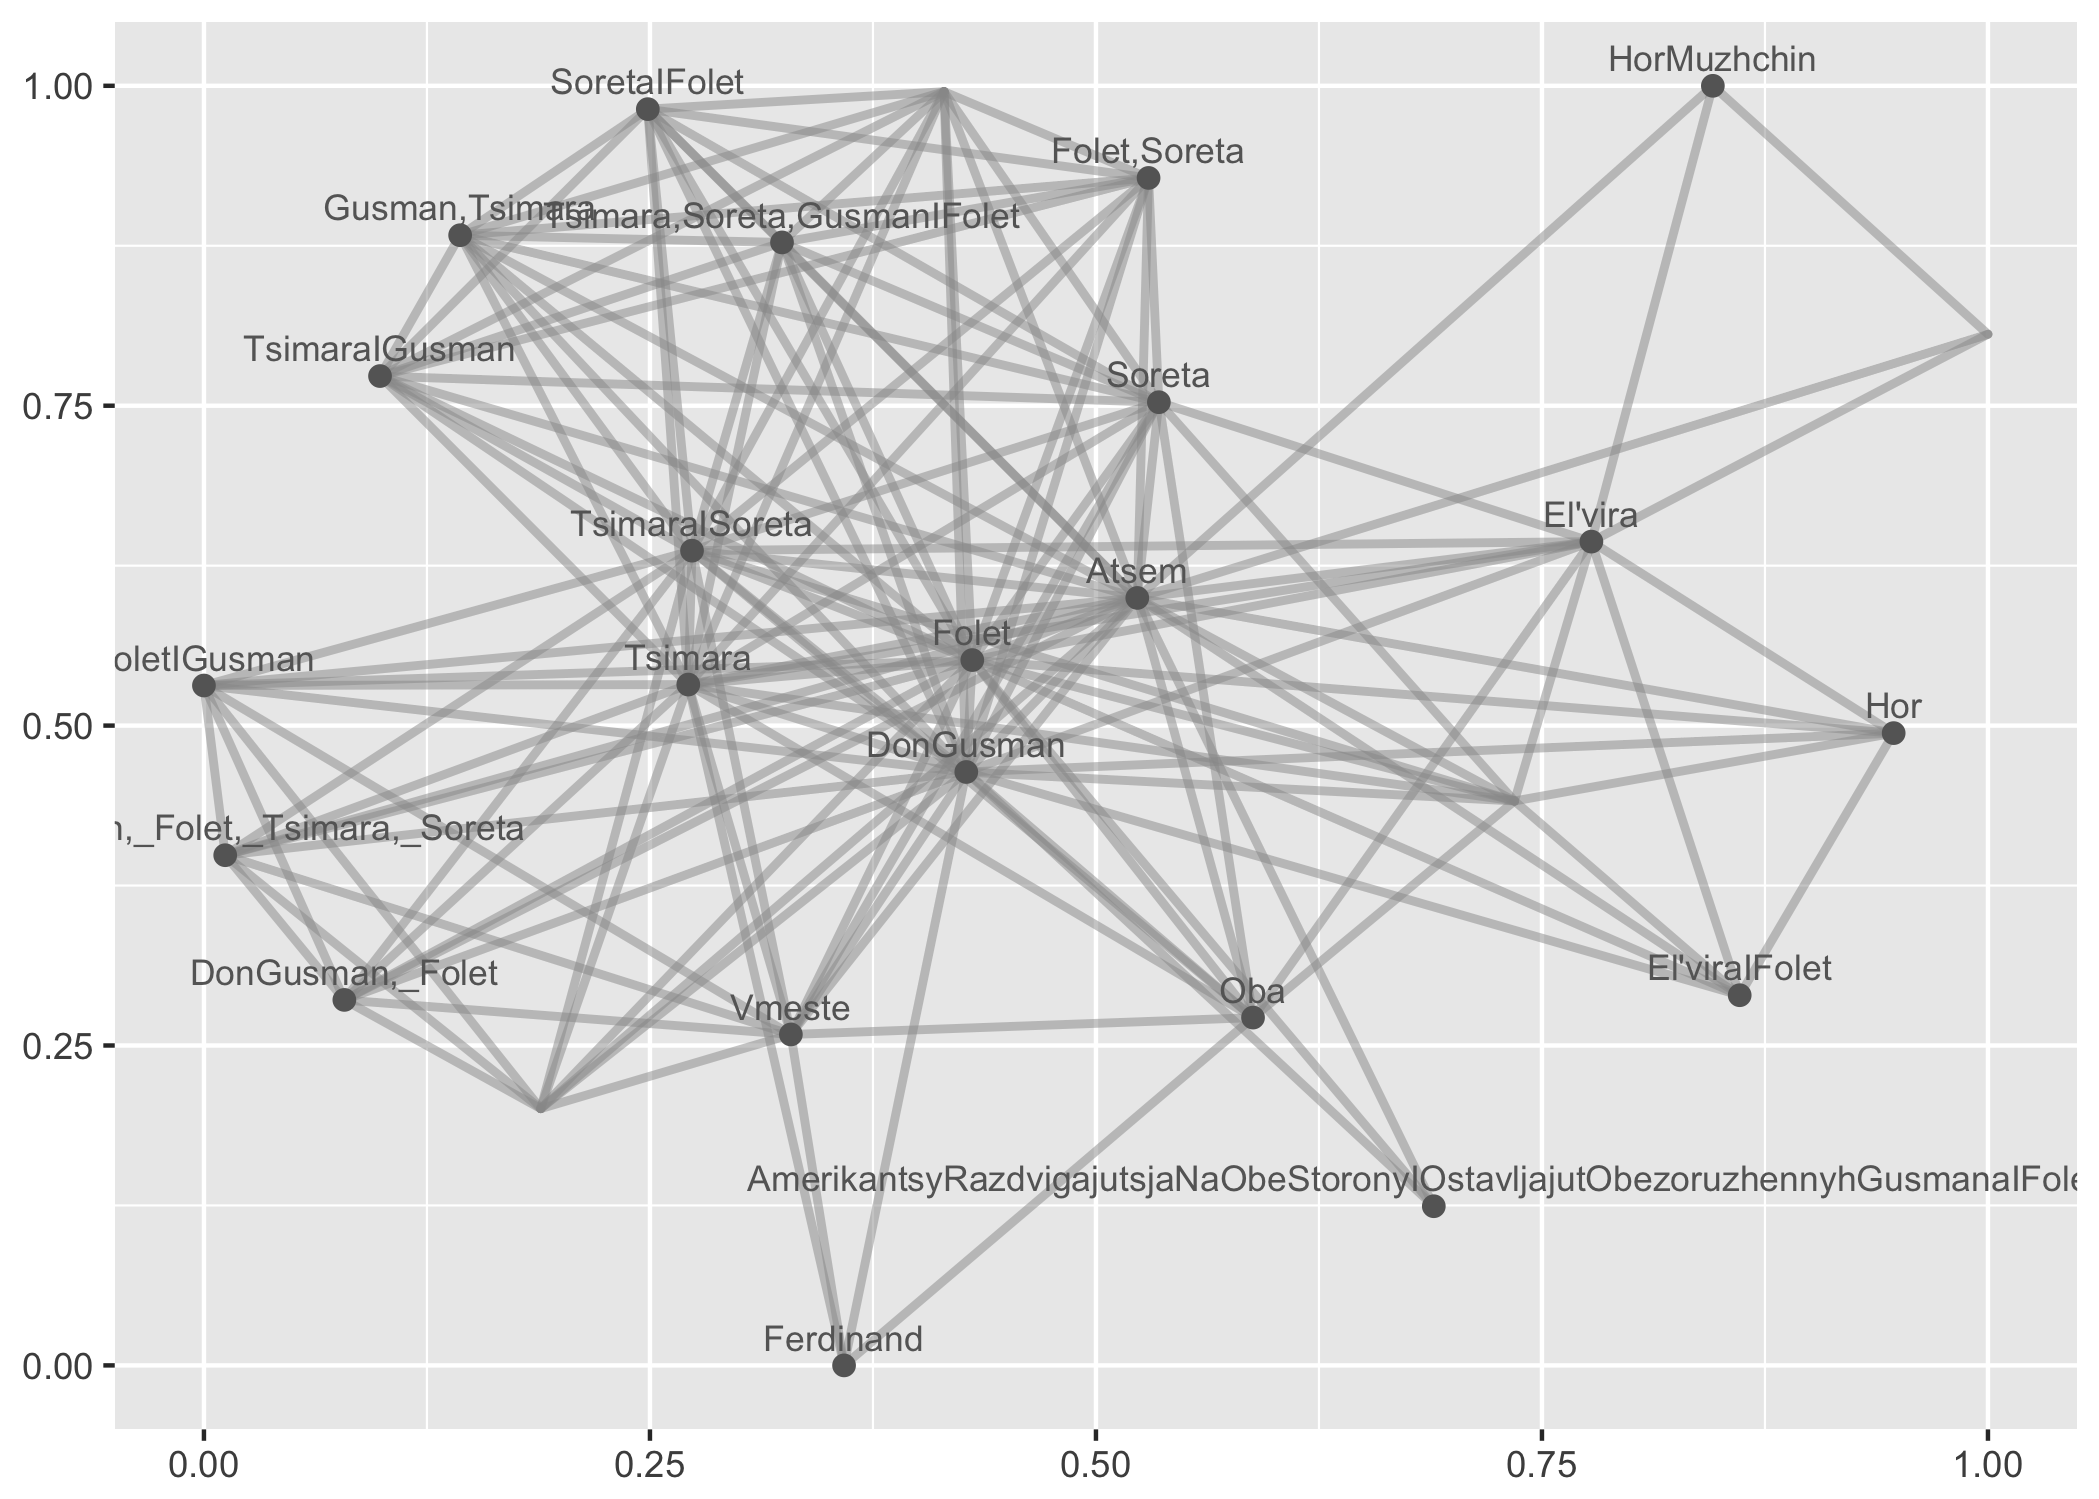 HorMuzhchin
1.00
SoretaIFolet
Folet,Soreta
Gusman,Tsimara
Tsimara,Soreta,GusmanIFolet
TsimaraIGusman
Soreta
0.75
TsimaraISoreta
El'vira
Atsem
Folet
oletIGusman
Tsimara
Hor
0.50
DonGusman
n,_Folet,_Tsimara,_Soreta
El'viraIFolet
DonGusman,_Folet
Oba
Vmeste
0.25
AmerikantsyRazdvigajutsjaNaObeStoronyIOstavljajutObezoruzhennyhGusmanaIFole
Ferdinand
0.00
0.00 0.25 0.50 0.75 1.00